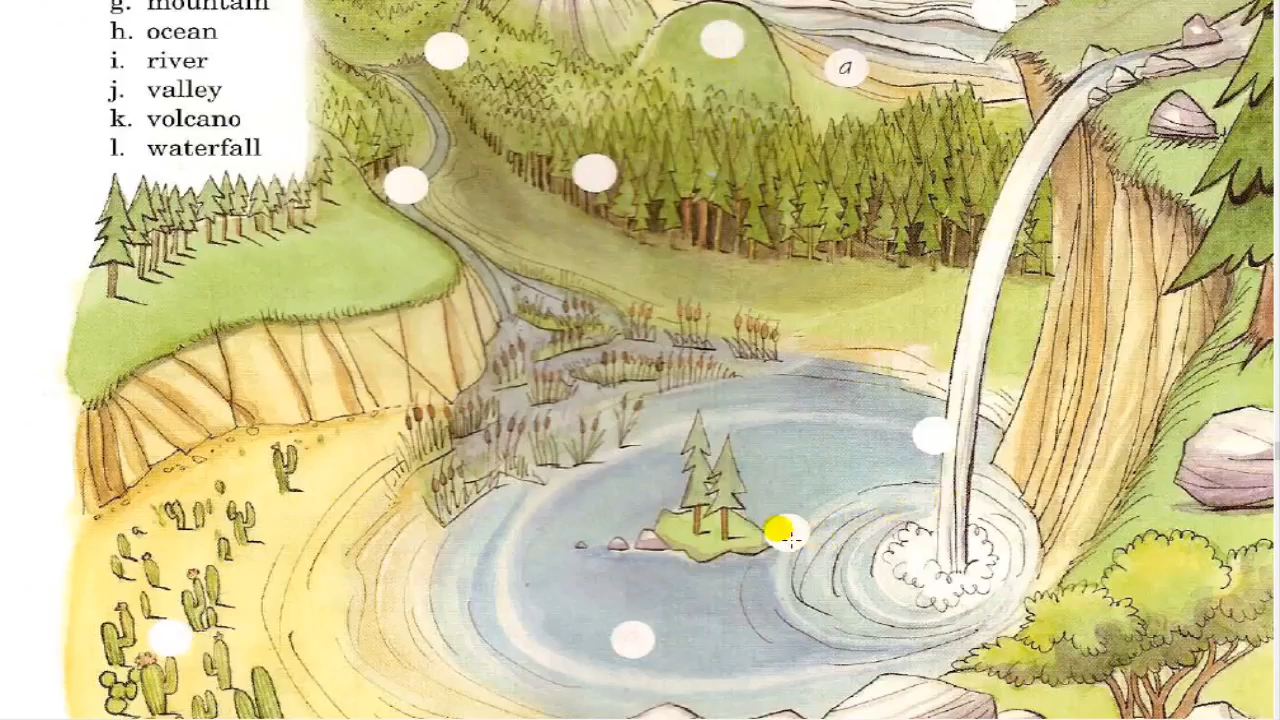 g. mountain
h. ocean
i. river
j. valley
k. volcano
l. waterfall
a